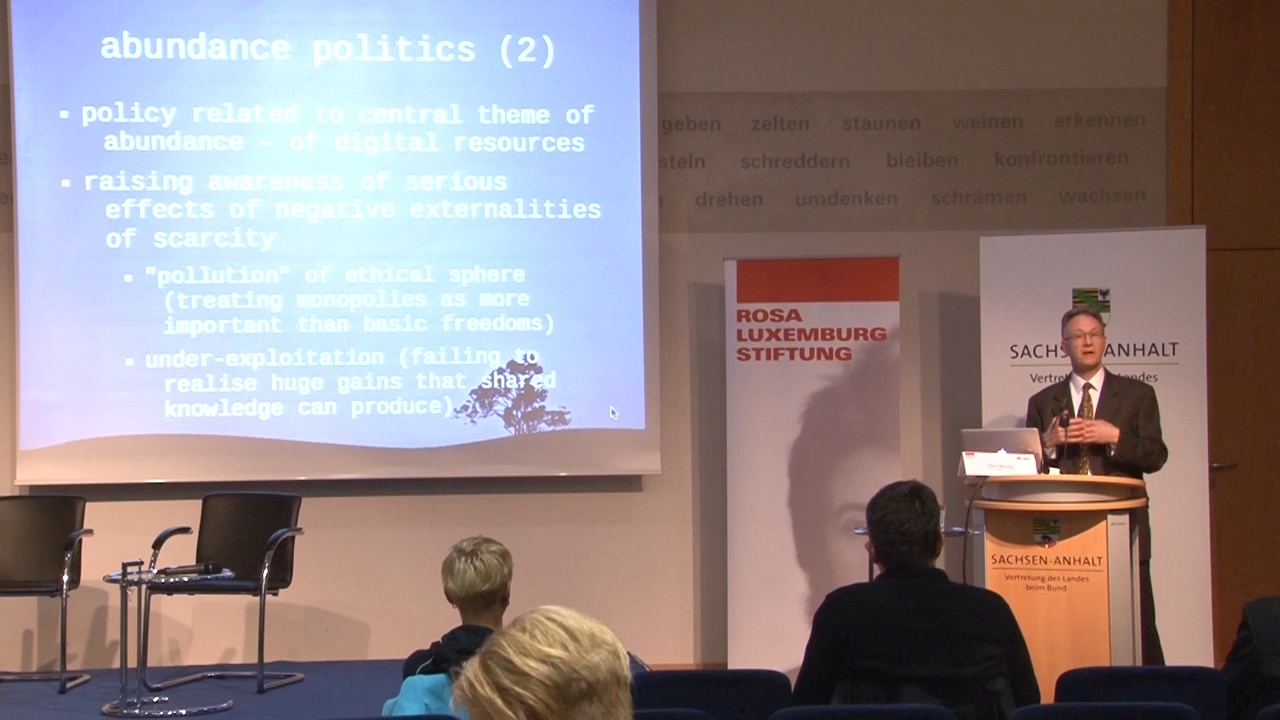 abundance politics (2)
▪ policy related to central theme of
abundance – of digital resources
▪ raising awareness of serious
effects of negative externalities
of scarcity
▪ "pollution" of ethical sphere
(treating monopolies as more
important than basic freedoms)
▪ under-exploitation (failing to
realise huge gains that shared
knowledge can produce)
geben zelten staunen weinen erkennen
schreddern bleiben konfrontieren
drehen umdenken schrämen wachsen
ROSA
LUXEMBURG
STIFTUNG
SACHSEN-ANHALT
Vertretung des Landes
beim Bund